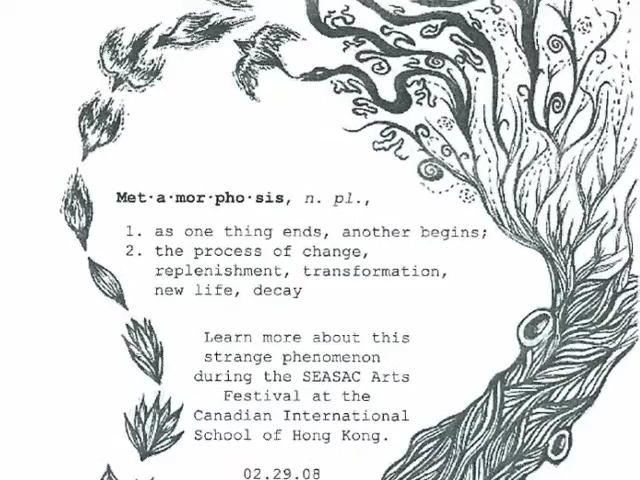 Met·a·mor·pho·sis, n. pl.,
1. as one thing ends, another begins;
2. the process of change,
replenishment, transformation,
new life, decay
Learn more about this
strange phenomenon
during the SEASAC Arts
Festival at the
Canadian International
School of Hong Kong.
02.29.08